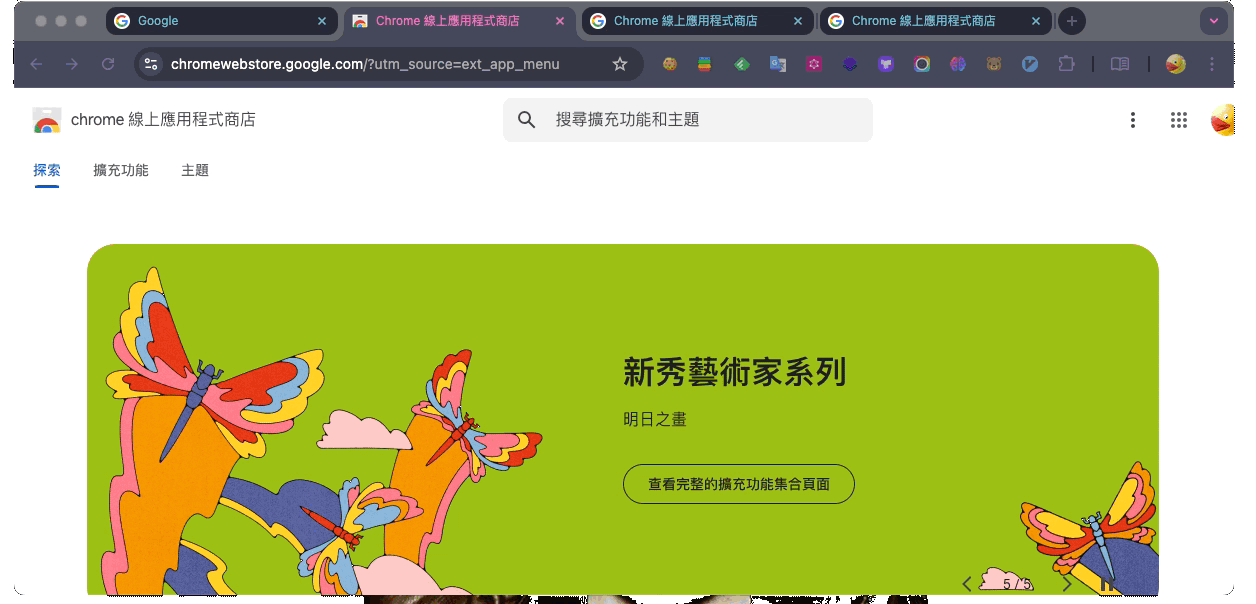 Google
Chrome 線上應用程式商店
Chrome 線上應用程式商店
Chrome 線上應用程式商店
chromewebstore.google.com/?utm_source=ext_app_menu
chrome 線上應用程式商店
搜尋擴充功能和主題
探索
擴充功能
主題
新秀藝術家系列
明日之畫
查看完整的擴充功能集合頁面
5 / 5